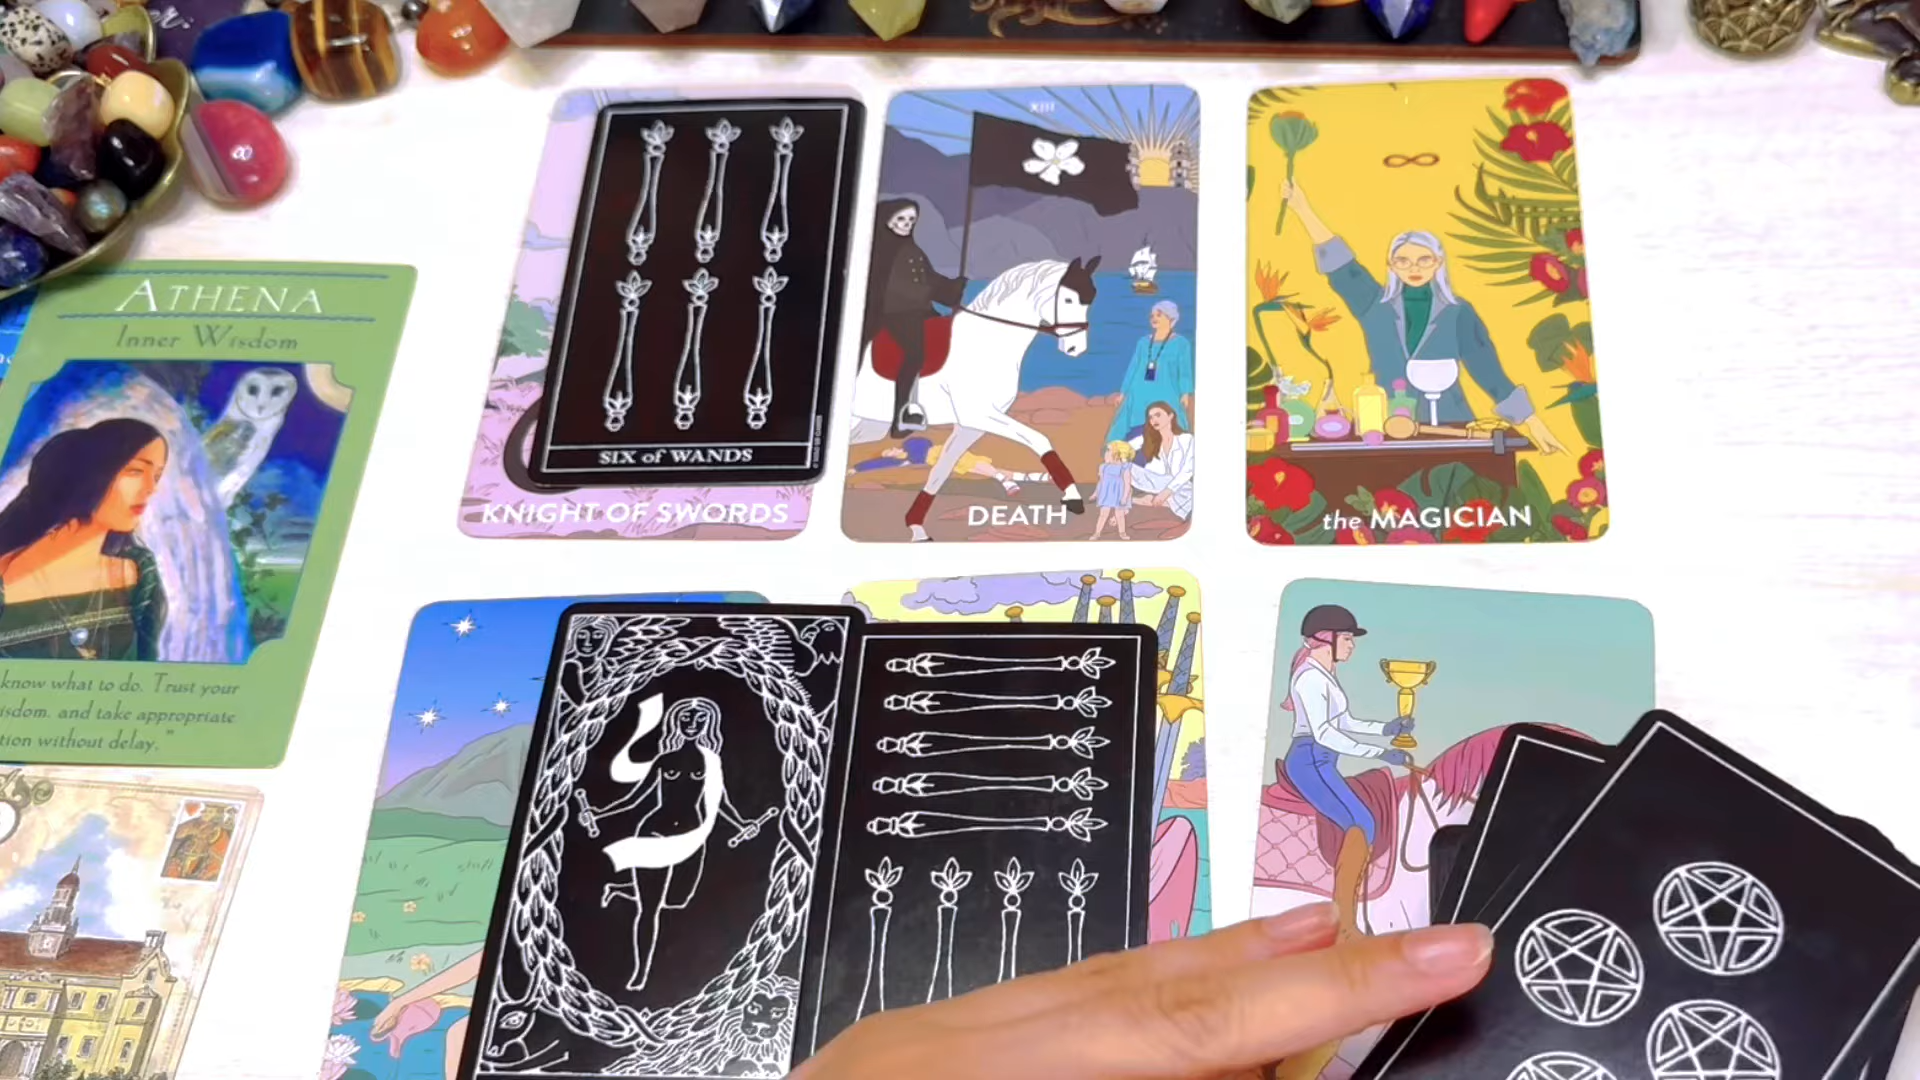 ATHENA
Inner Wisdom
know what to do. Trust your
isdom. and take appropriate
tion without delay."
SIX of WANDS
KNIGHT OF SWORDS
XIII
DEATH
I
the MAGICIAN